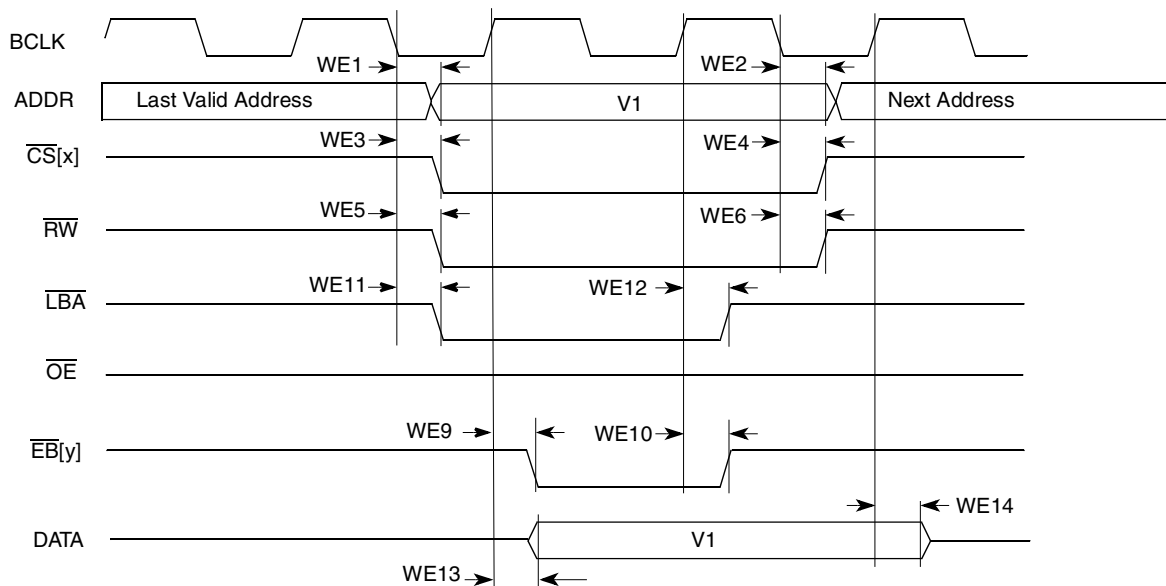 BCLK
WE1
WE2
ADDR
Last Valid Address
V1
Next Address
WE3
WE4
CS[x]
WE5
WE6
RW
WE11
WE12
LBA
OE
WE9
WE10
EB[y]
WE14
DATA
V1
WE13